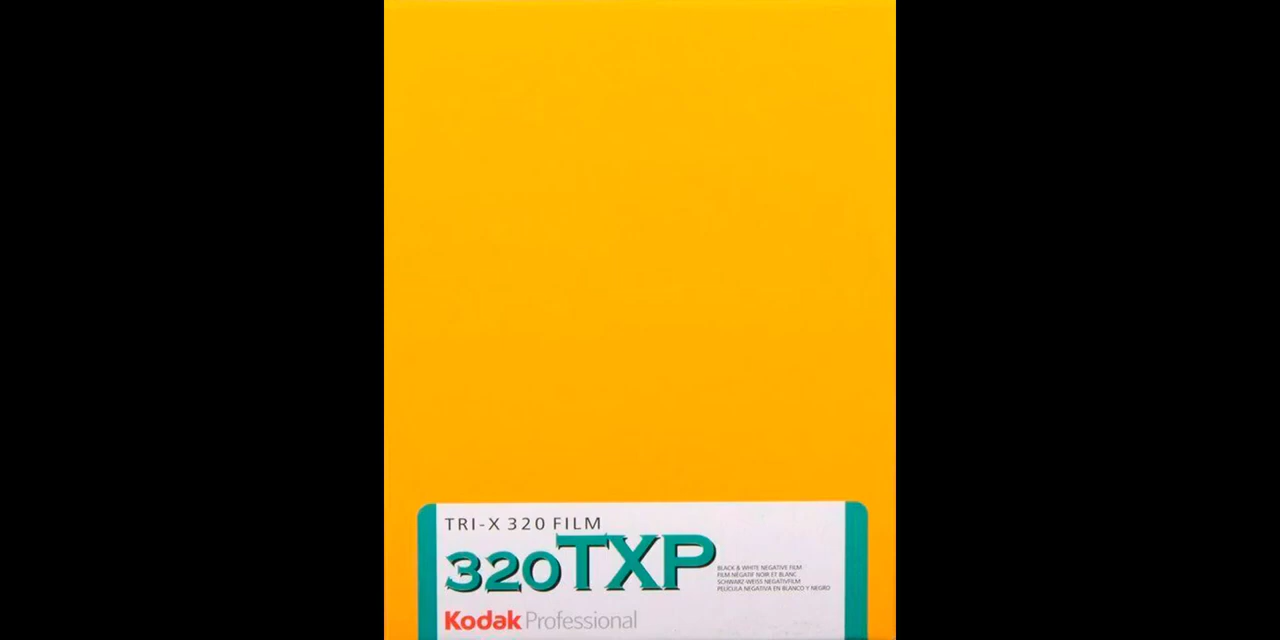 TRI-X 320 FILM
320TXP
BLACK & WHITE NEGATIVE FILM
FILM NÉGATIF NOIR ET BLANC
SCHWARZ-WEISS NEGATIVFILM
PELÍCULA NEGATIVA EN BLANCO Y NEGRO
Kodak Professional